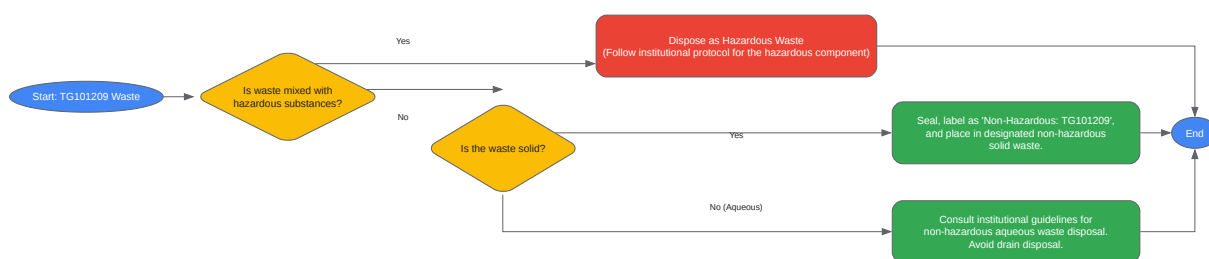 Start: TG101209 Waste
Is waste mixed with
hazardous substances?
Yes
No
Dispose as Hazardous Waste
(Follow institutional protocol for the hazardous component)
Is the waste solid?
Yes
No (Aqueous)
Seal, label as 'Non-Hazardous: TG101209',
and place in designated non-hazardous
solid waste.
Consult institutional guidelines for
non-hazardous aqueous waste disposal.
Avoid drain disposal.
End